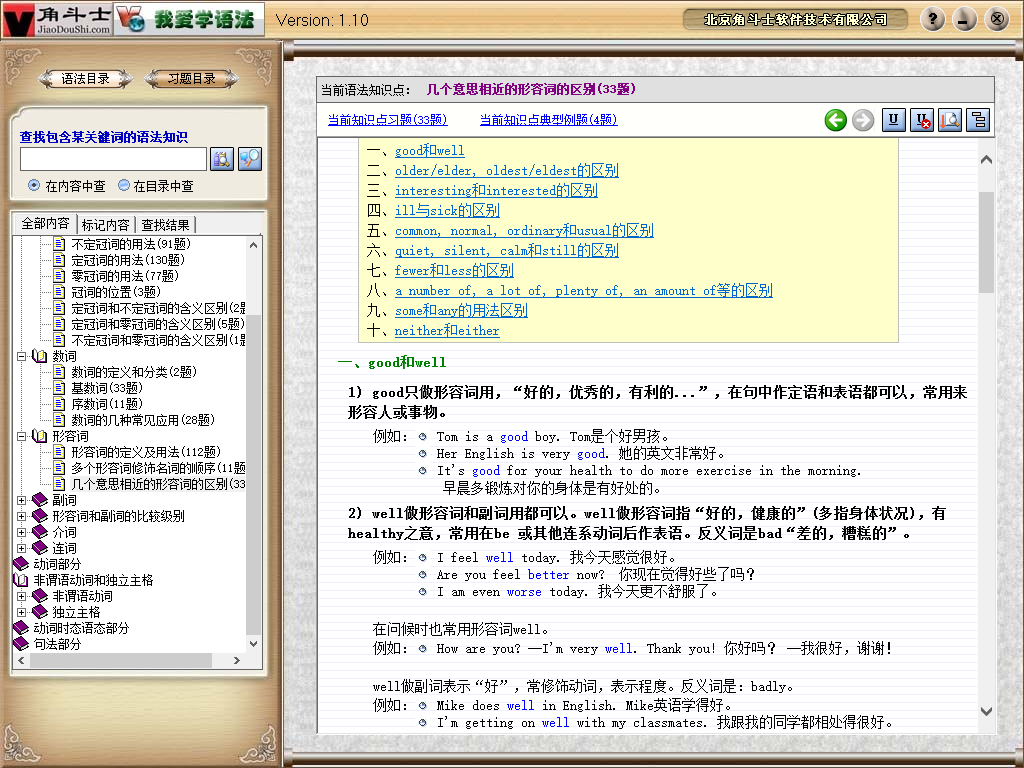 角斗士
JiaoDouShi.com
我爱学语法
Version: 1.10
北京角斗士软件技术有限公司
语法目录
习题目录
查找包含某关键词的语法知识
在内容中查
在目录中查
全部内容
标记内容
查找结果
不定冠词的用法(91题)
定冠词的用法(130题)
零冠词的用法(77题)
冠词的位置(3题)
定冠词和不定冠词的含义区别(2题
定冠词和零冠词的含义区别(5题)
不定冠词和零冠词的含义区别(1题
数词
数词的定义和分类(2题)
基数词(33题)
序数词(11题)
数词的几种常见应用(28题)
形容词
形容词的定义及用法(112题)
多个形容词修饰名词的顺序(11题
几个意思相近的形容词的区别(33
副词
形容词和副词的比较级别
介词
连词
动词部分
非谓语动词和独立主格
非谓语动词
独立主格
动词时态语态部分
句法部分
当前语法知识点： 几个意思相近的形容词的区别(33题)
当前知识点习题(33题)
当前知识点典型例题(4题)
一、good和well
二、older/elder, oldest/eldest的区别
三、interesting和interested的区别
四、ill与sick的区别
五、common, normal, ordinary和usual的区别
六、quiet, silent, calm和still的区别
七、fewer和less的区别
八、a number of, a lot of, plenty of, an amount of等的区别
九、some和any的用法区别
十、neither和either
一、good和well
1) good只做形容词用，“好的，优秀的，有利的...”，在句中作定语和表语都可以，常用来
形容人或事物。
例如： Tom is a good boy. Tom是个好男孩。
Her English is very good. 她的英文非常好。
It's good for your health to do more exercise in the morning.
早晨多锻炼对你的身体是有好处的。
2) well做形容词和副词用都可以。well做形容词指“好的，健康的”(多指身体状况)，有
healthy之意，常用在be 或其他连系动词后作表语。反义词是bad“差的，糟糕的”。
例如： I feel well today. 我今天感觉很好。
Are you feel better now? 你现在觉得好些了吗？
I am even worse today. 我今天更不舒服了。
在问候时也常用形容词well。
例如： How are you? —I'm very well. Thank you! 你好吗？ —我很好，谢谢！
well做副词表示“好”，常修饰动词，表示程度。反义词是：badly。
例如： Mike does well in English. Mike英语学得好。
I'm getting on well with my classmates. 我跟我的同学都相处得很好。